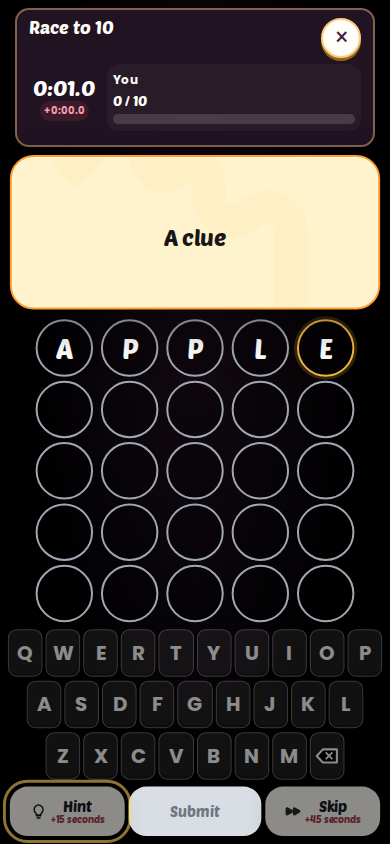 Race to 10
×
0:01.0
+0:00.0
You
0 / 10
A clue
A P P L E
Q W E R T Y U I O P
A S D F G H J K L
Z X C V B N M
Hint
+15 seconds
Submit
Skip
+45 seconds